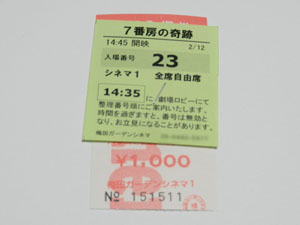 7番房の奇跡
14:45 開映 2/12
入場番号 23
シネマ1 全席自由席
14:35 に、劇場ロビーにて
整理番号順にご案内いたします。
時間を過ぎますと、番号は無効となり、お立見になることがあります。
梅田ガーデンシネマ
¥1,000
梅田ガーデンシネマ1
№ 151511